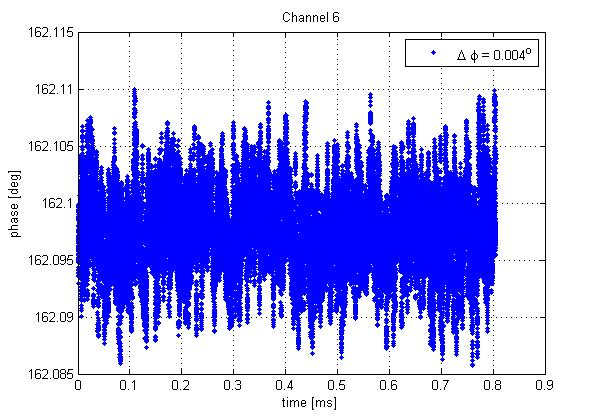 Channel 6
162.115
162.11
162.105
162.1
162.095
162.09
162.085
phase [deg]
Δ ϕ = 0.004°
0 0.1 0.2 0.3 0.4 0.5 0.6 0.7 0.8 0.9
time [ms]